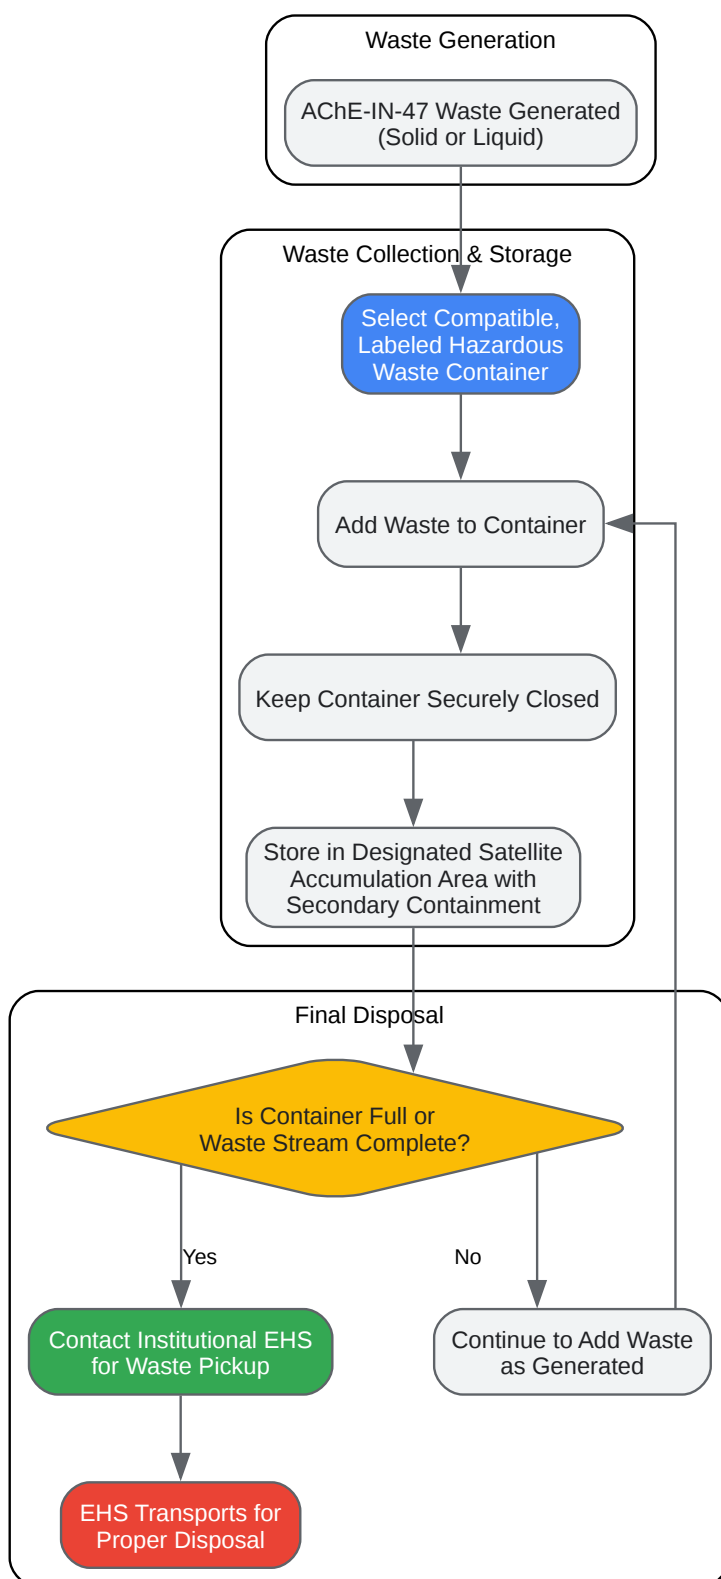 Waste Generation
AChE-IN-47 Waste Generated
(Solid or Liquid)
Waste Collection & Storage
Select Compatible,
Labeled Hazardous
Waste Container
Add Waste to Container
Keep Container Securely Closed
Store in Designated Satellite
Accumulation Area with
Secondary Containment
Final Disposal
Is Container Full or
Waste Stream Complete?
Yes
No
Contact Institutional EHS
for Waste Pickup
Continue to Add Waste
as Generated
EHS Transports for
Proper Disposal